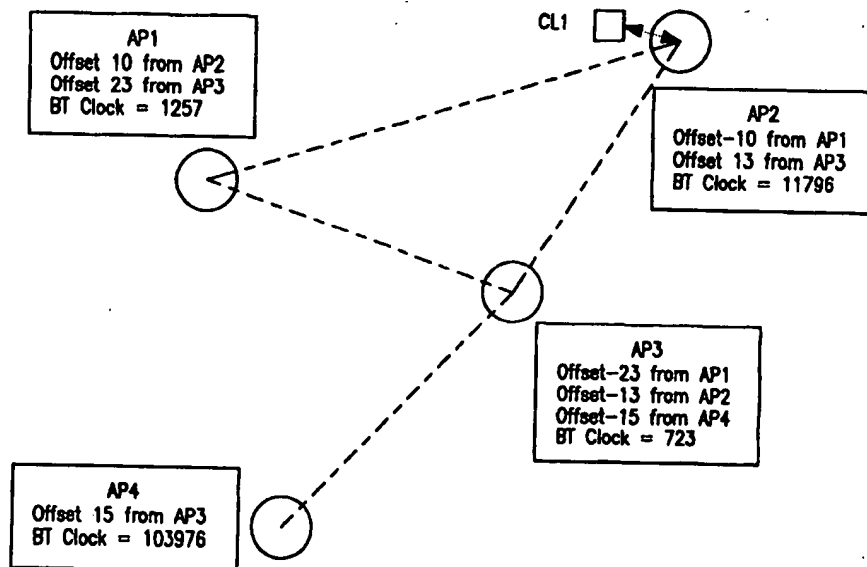 AP1
Offset 10 from AP2
Offset 23 from AP3
BT Clock = 1257
CL1
AP2
Offset-10 from AP1
Offset 13 from AP3
BT Clock = 11796
AP3
Offset-23 from AP1
Offset-13 from AP2
Offset-15 from AP4
BT Clock = 723
AP4
Offset 15 from AP3
BT Clock = 103976